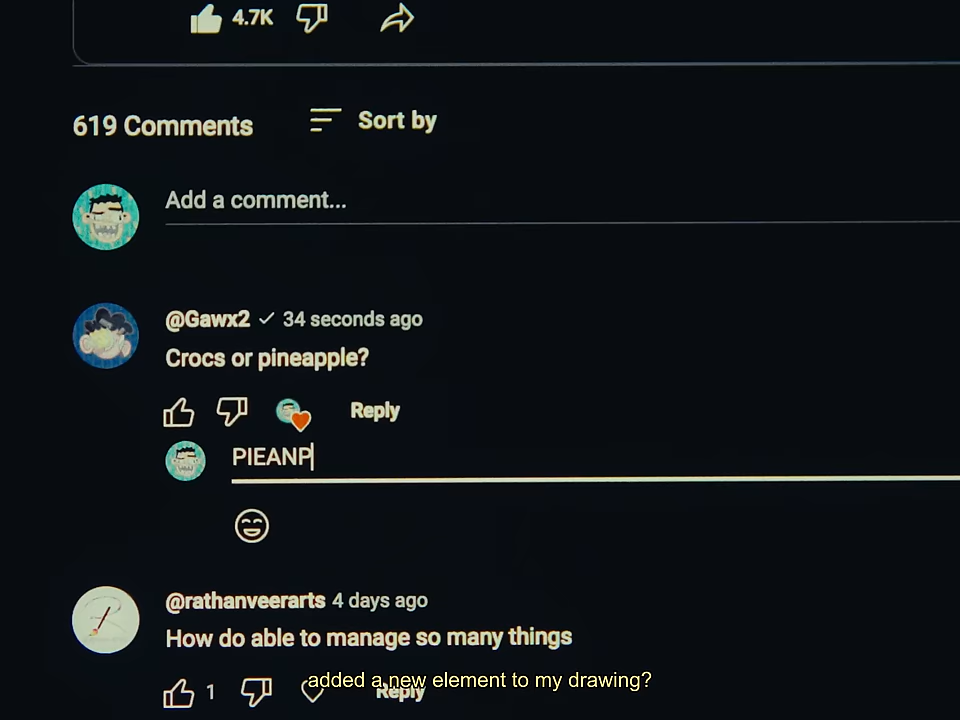 4.7K
619 Comments
Sort by
Add a comment...
@Gawx2 34 seconds ago
Crocs or pineapple?
Reply
PIEANP
@rathanveerarts 4 days ago
How do able to manage so many things
1
Reply
added a new element to my drawing?